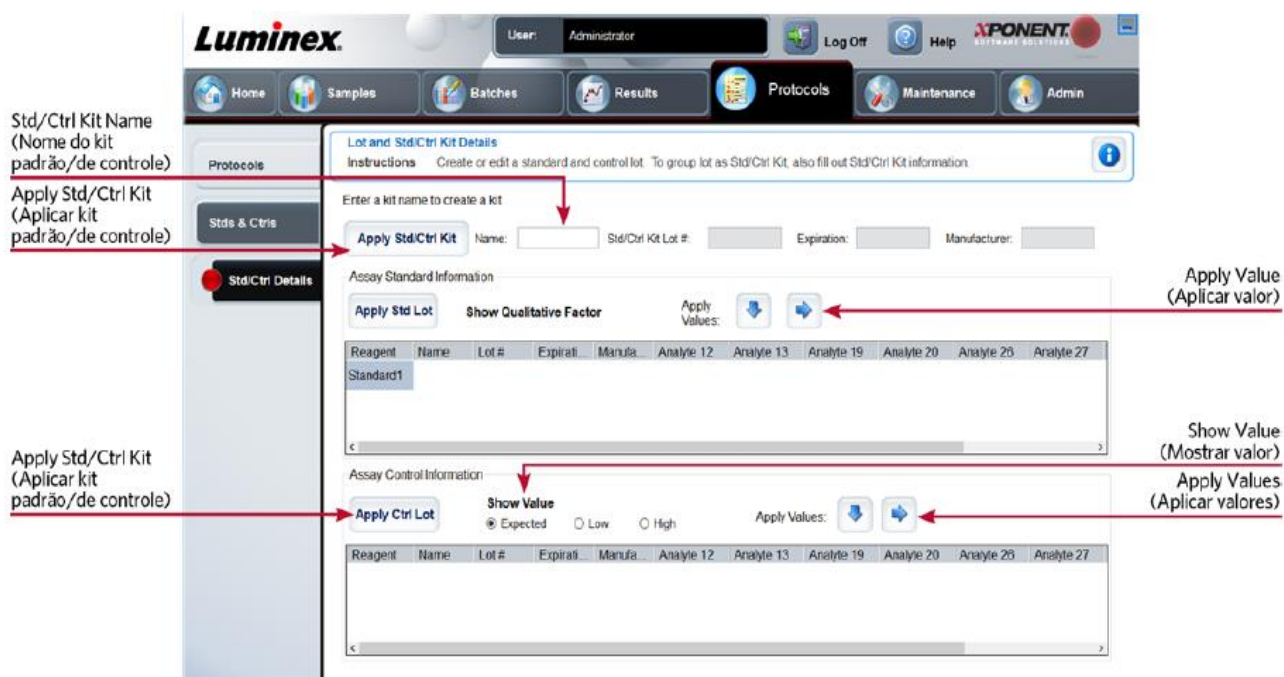 Luminex.
User: Administrator
Log Off
Help
XPONENT.
SOFTWARE SOLUTIONS
Home
Samples
Batches
Results
Protocols
Maintenance
Admin
Std/Ctrl Kit Name
(Nome do kit
padrão/de controle)
Apply Std/Ctrl Kit
(Aplicar kit
padrão/de controle)
Protocols
Stds & Ctrls
Std/Ctrl Details
Lot and Std/Ctrl Kit Details
Instructions Create or edit a standard and control lot. To group lot as Std/Ctrl Kit, also fill out Std/Ctrl Kit information.
Enter a kit name to create a kit
Apply Std/Ctrl Kit Name: Std/Ctrl Kit Lot #: Expiration: Manufacturer:
Assay Standard Information
Apply Std Lot Show Qualitative Factor Apply
Values:
Apply Value
(Aplicar valor)
Reagent Name Lot # Expirati... Manufa... Analyte 12 Analyte 13 Analyte 19 Analyte 20 Analyte 26 Analyte 27
Standard1
Show Value
(Mostrar valor)
Apply Values
(Aplicar valores)
Apply Std/Ctrl Kit
(Aplicar kit
padrão/de controle)
Assay Control Information
Apply Ctrl Lot
Show Value
Expected Low High
Apply Values:
Reagent Name Lot # Expirati... Manufa... Analyte 12 Analyte 13 Analyte 19 Analyte 20 Analyte 26 Analyte 27